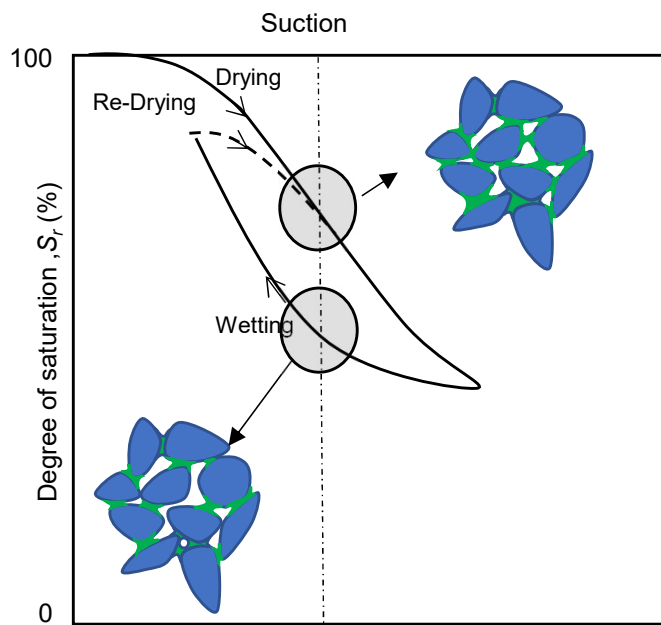 Suction
100
Drying
Re-Drying
Wetting
Degree of saturation ,Sr (%)
0